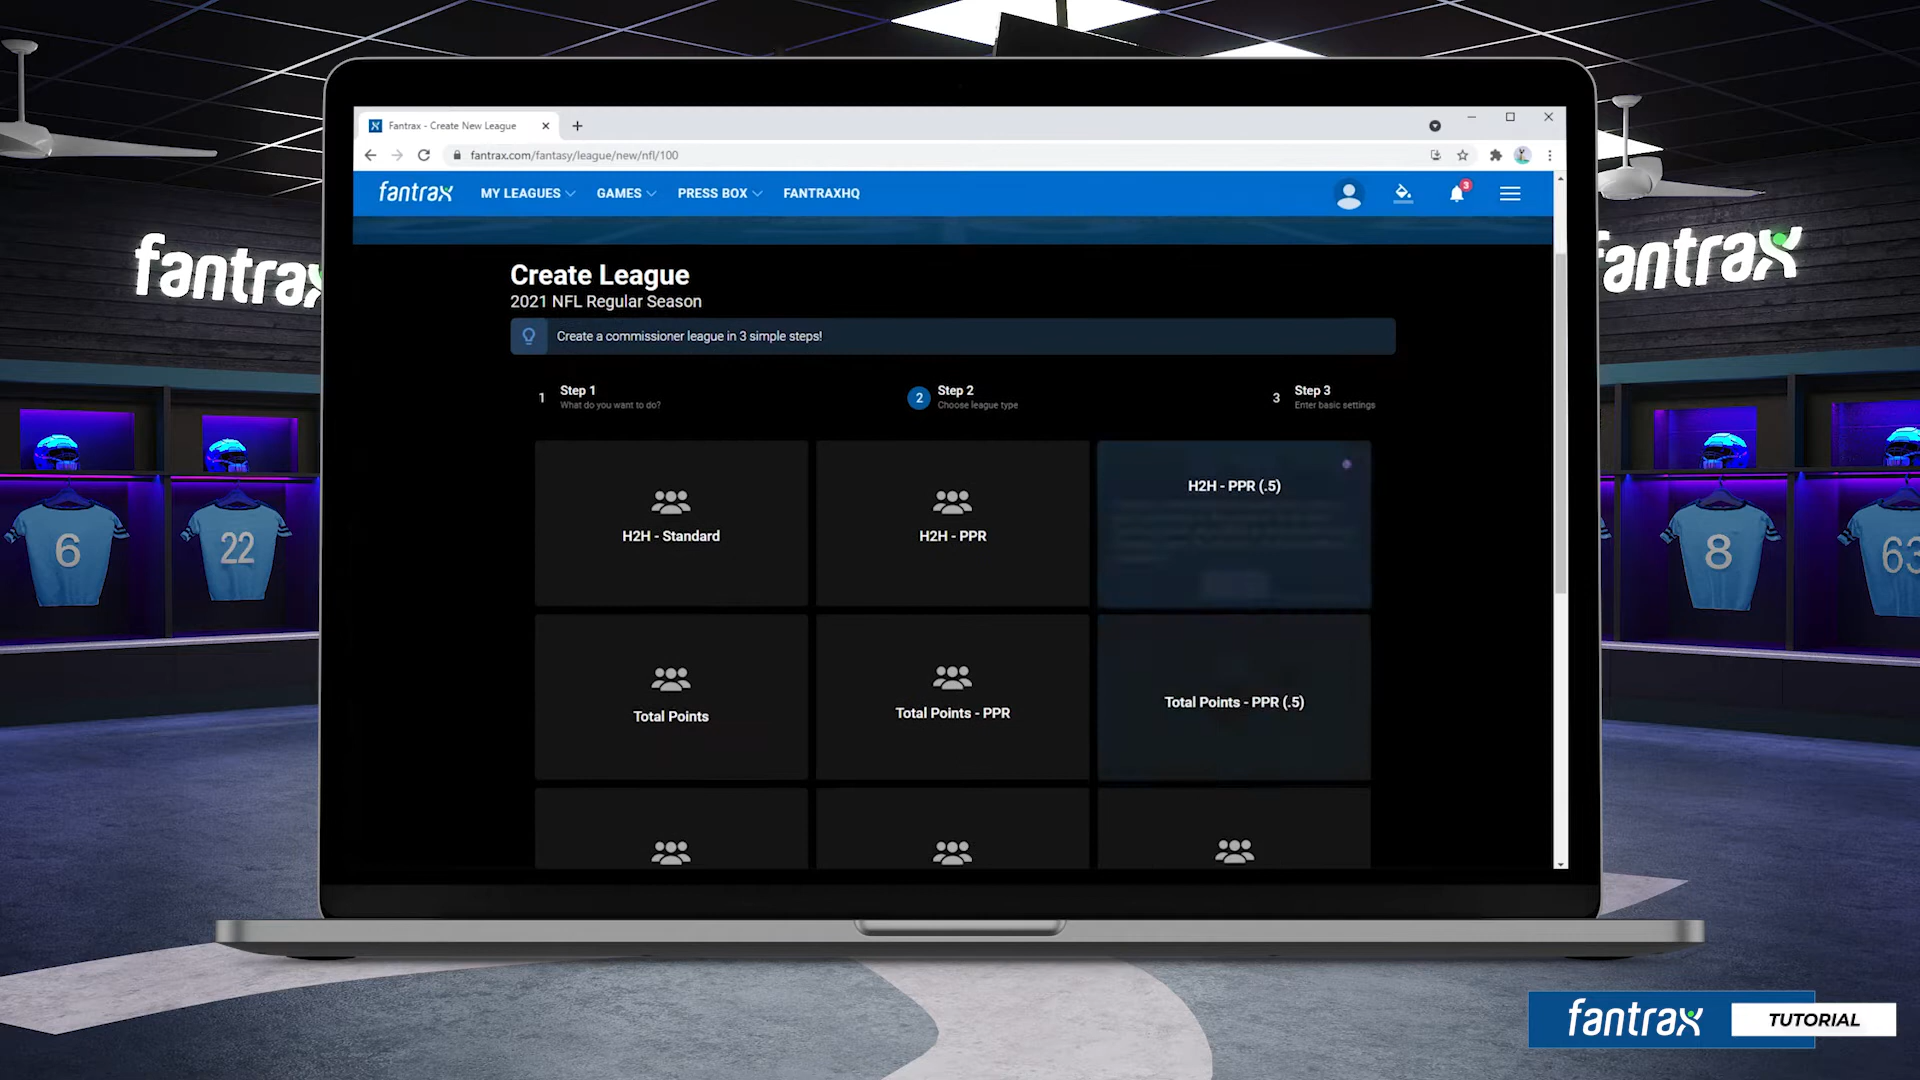 Fantrax - Create New League
fantrax.com/fantasy/league/new/nfl/100
fantrax MY LEAGUES GAMES PRESS BOX FANTRAXHQ 3
fantrax
fantrax
Create League
2021 NFL Regular Season
Create a commissioner league in 3 simple steps!
1 Step 1
What do you want to do?
2 Step 2
Choose league type
3 Step 3
Enter basic settings
H2H - Standard
H2H - PPR
H2H - PPR (.5)
Total Points
Total Points - PPR
Total Points - PPR (.5)
6
22
8
63
fantrax TUTORIAL